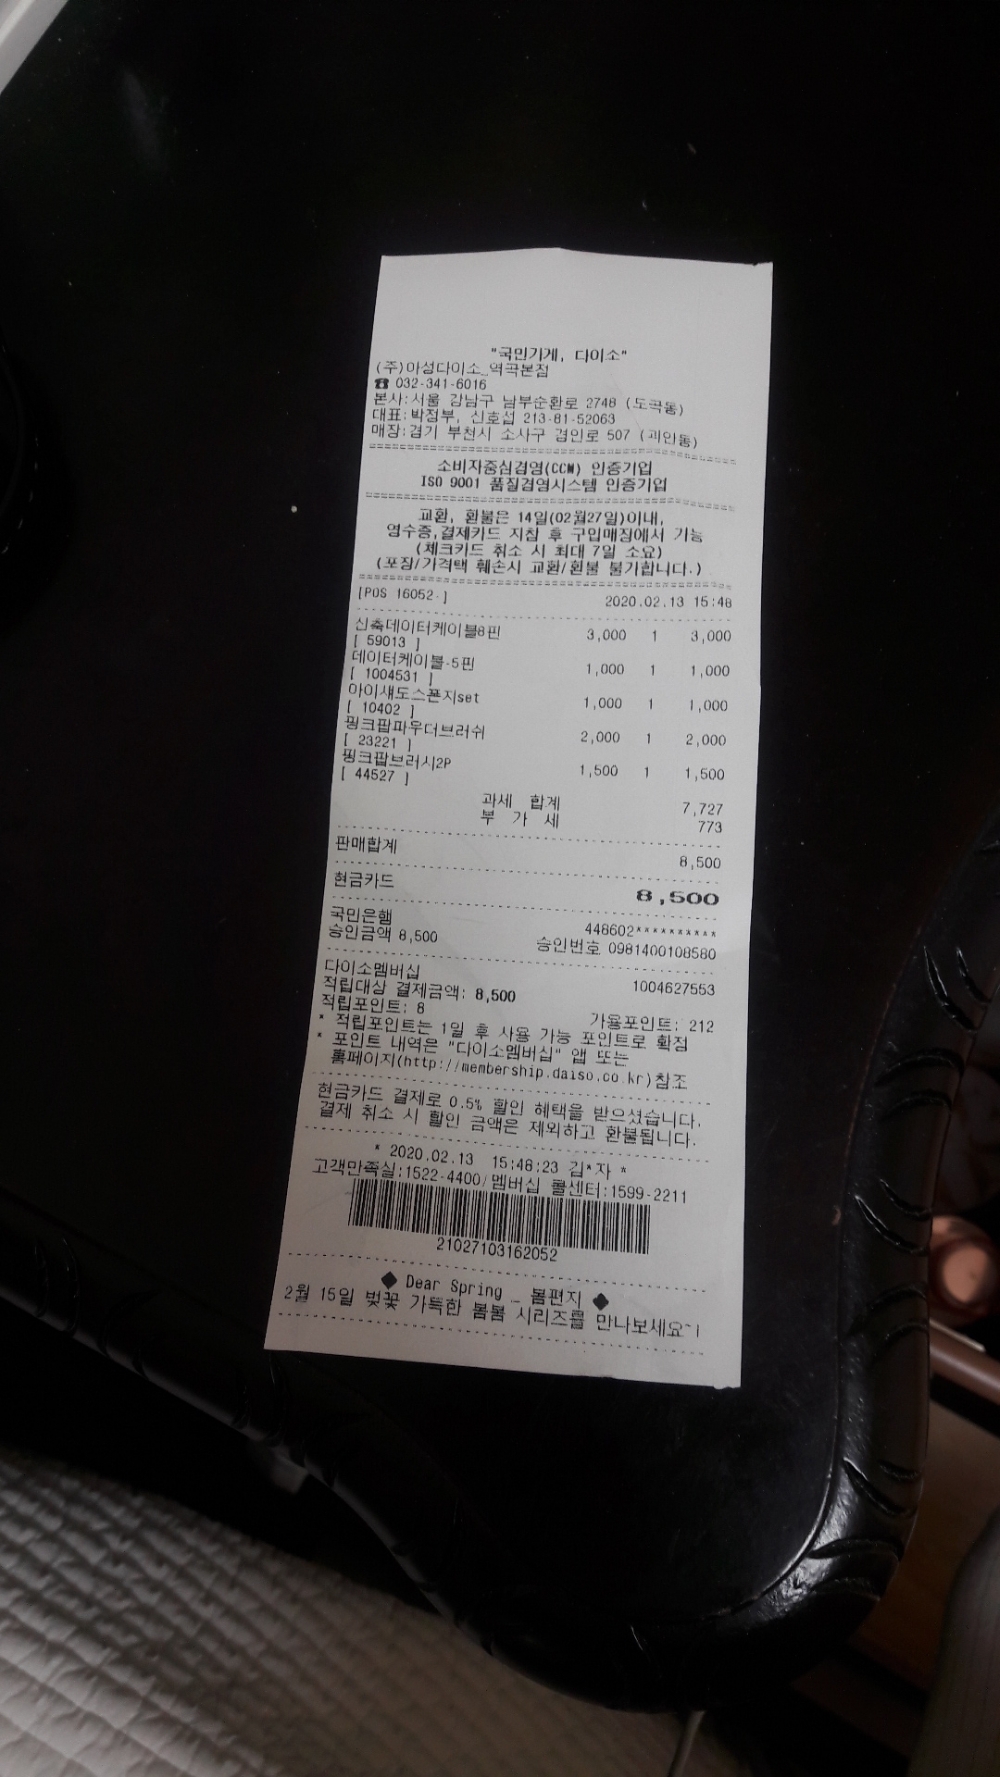 "국민가게, 다이소"
(주)아성다이소_역곡본점
☎ 032-341-6016
본사:서울 강남구 남부순환로 2748 (도곡동)
대표:박정부, 신호섭 213-81-52063
매장:경기 부천시 소사구 경인로 507 (괴안동)
소비자중심경영(CCM) 인증기업
ISO 9001 품질경영시스템 인증기업
교환, 환불은 14일(02월27일)이내,
영수증,결제카드 지참 후 구입매장에서 가능
(체크카드 취소 시 최대 7일 소요)
(포장/가격택 훼손시 교환/환불 불가합니다.)
[POS 16052-] 2020.02.13 15:48
신축데이터케이블8핀 3,000 1 3,000
[ 59013 ]
데이터케이블-5핀 1,000 1 1,000
[ 1004531 ]
아이섀도스폰지set 1,000 1 1,000
[ 10402 ]
핑크팝파우더브러쉬 2,000 1 2,000
[ 23221 ]
핑크팝브러시2P 1,500 1 1,500
[ 44527 ]
과세 합계 7,727
부 가 세 773
판매합계 8,500
현금카드 8,500
국민은행 448602**********
승인금액 8,500 승인번호 0981400108580
다이소멤버십 1004627553
적립대상 결제금액: 8,500
적립포인트: 8 가용포인트: 212
* 적립포인트는 1일 후 사용 가능 포인트로 확정
* 포인트 내역은 "다이소멤버십" 앱 또는
홈페이지(http://membership.daiso.co.kr)참조
현금카드 결제로 0.5% 할인 혜택을 받으셨습니다.
결제 취소 시 할인 금액은 제외하고 환불됩니다.
* 2020.02.13 15:48:23 김*자 *
고객만족실:1522-4400/멤버십 콜센터:1599-2211
21027103162052
◆ Dear Spring _ 봄편지 ◆
2월 15일 벚꽃 가득한 봄봄 시리즈를 만나보세요~!